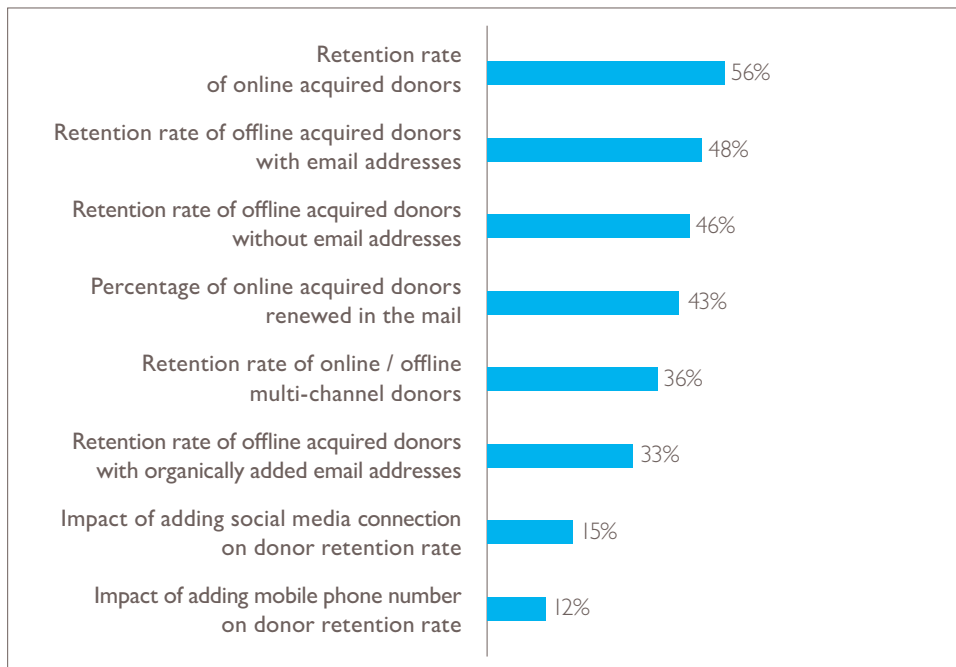 Retention rate
of online acquired donors
56%
Retention rate of offline acquired donors
with email addresses
48%
Retention rate of offline acquired donors
without email addresses
46%
Percentage of online acquired donors
renewed in the mail
43%
Retention rate of online / offline
multi-channel donors
36%
Retention rate of offline acquired donors
with organically added email addresses
33%
Impact of adding social media connection
on donor retention rate
15%
Impact of adding mobile phone number
on donor retention rate
12%